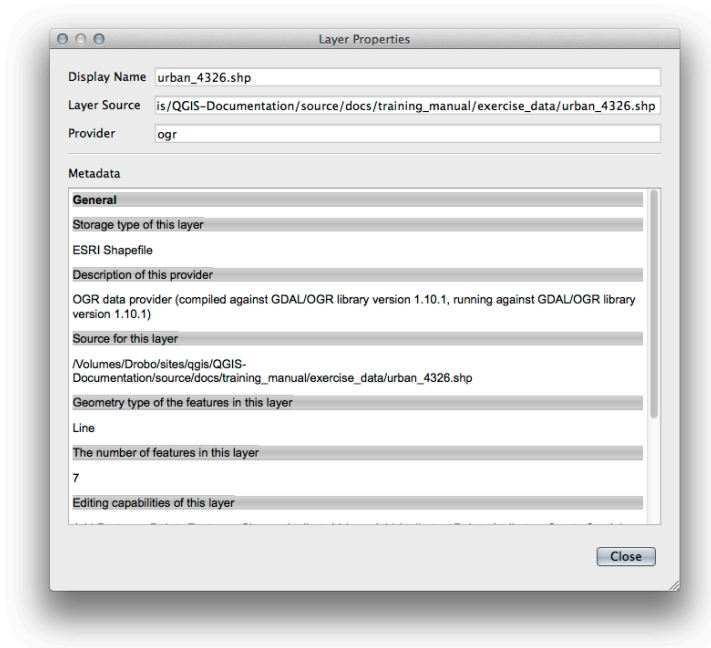 Layer Properties
Display Name urban_4326.shp
Layer Source is/QGIS-Documentation/source/docs/training_manual/exercise_data/urban_4326.shp
Provider ogr
Metadata
General
Storage type of this layer
ESRI Shapefile
Description of this provider
OGR data provider (compiled against GDAL/OGR library version 1.10.1, running against GDAL/OGR library
version 1.10.1)
Source for this layer
/Volumes/Drobo/sites/qgis/QGIS-
Documentation/source/docs/training_manual/exercise_data/urban_4326.shp
Geometry type of the features in this layer
Line
The number of features in this layer
7
Editing capabilities of this layer
Close